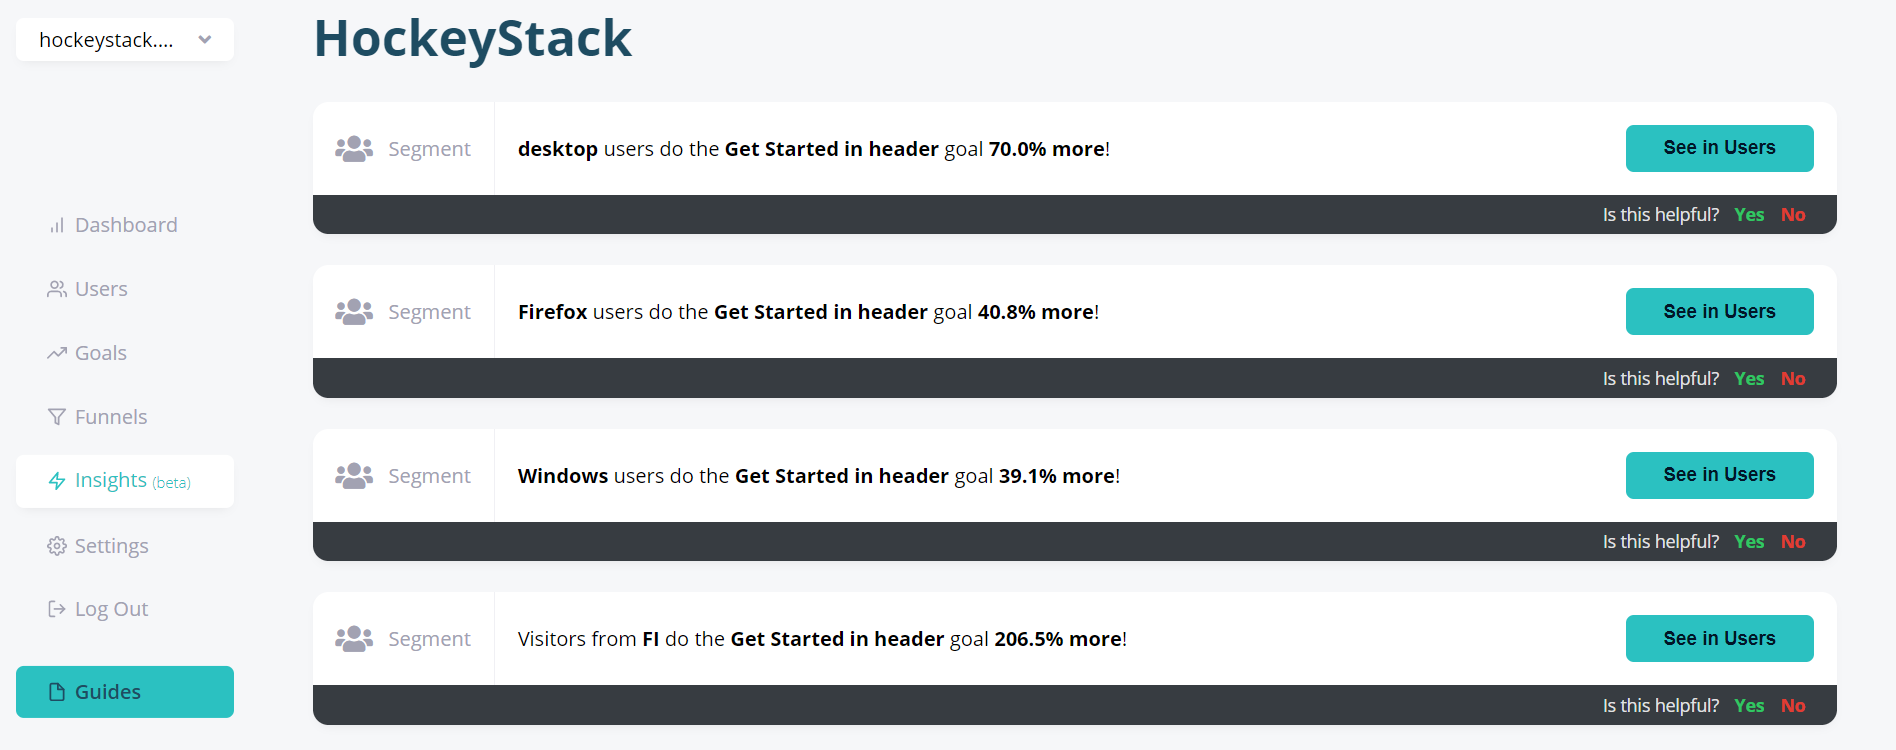 hockeystack....
HockeyStack
Dashboard
Users
Goals
Funnels
Insights (beta)
Settings
Log Out
Guides
Segment
desktop users do the Get Started in header goal 70.0% more!
See in Users
Is this helpful? Yes No
Segment
Firefox users do the Get Started in header goal 40.8% more!
See in Users
Is this helpful? Yes No
Segment
Windows users do the Get Started in header goal 39.1% more!
See in Users
Is this helpful? Yes No
Segment
Visitors from FI do the Get Started in header goal 206.5% more!
See in Users
Is this helpful? Yes No